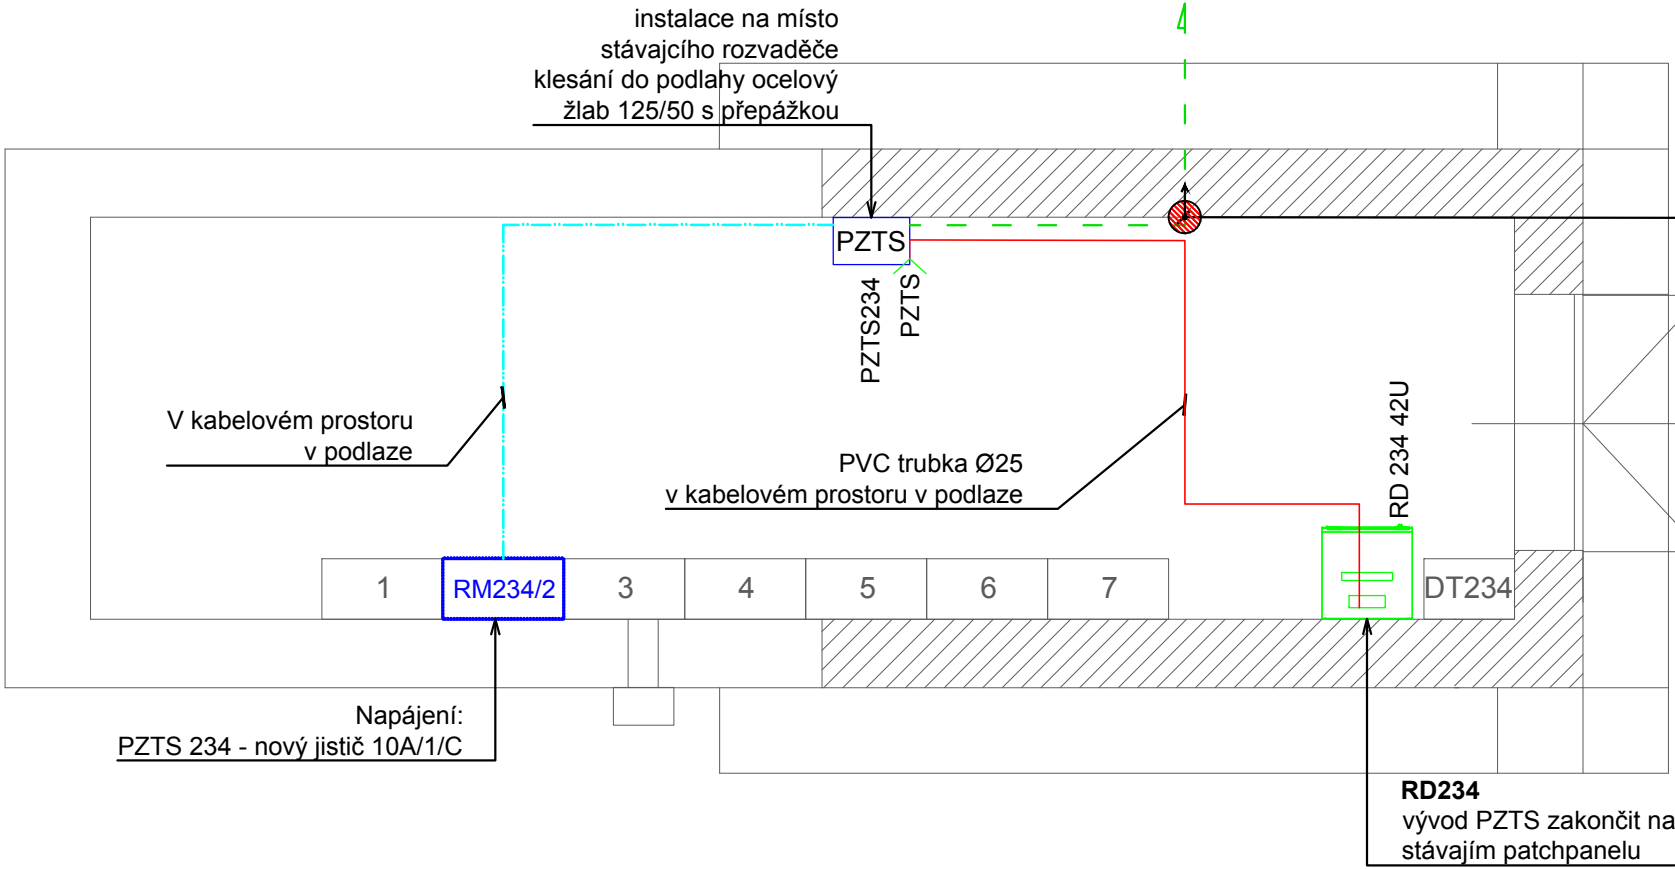 instalace na místo
stávajcího rozvaděče
klesání do podlahy ocelový
žlab 125/50 s přepážkou
PZTS
PZTS234
PZTS
V kabelovém prostoru
v podlaze
PVC trubka Ø25
v kabelovém prostoru v podlaze
RD 234 42U
1
RM234/2
3
4
5
6
7
DT234
Napájení:
PZTS 234 - nový jistič 10A/1/C
RD234
vývod PZTS zakončit na
stávajím patchpanelu